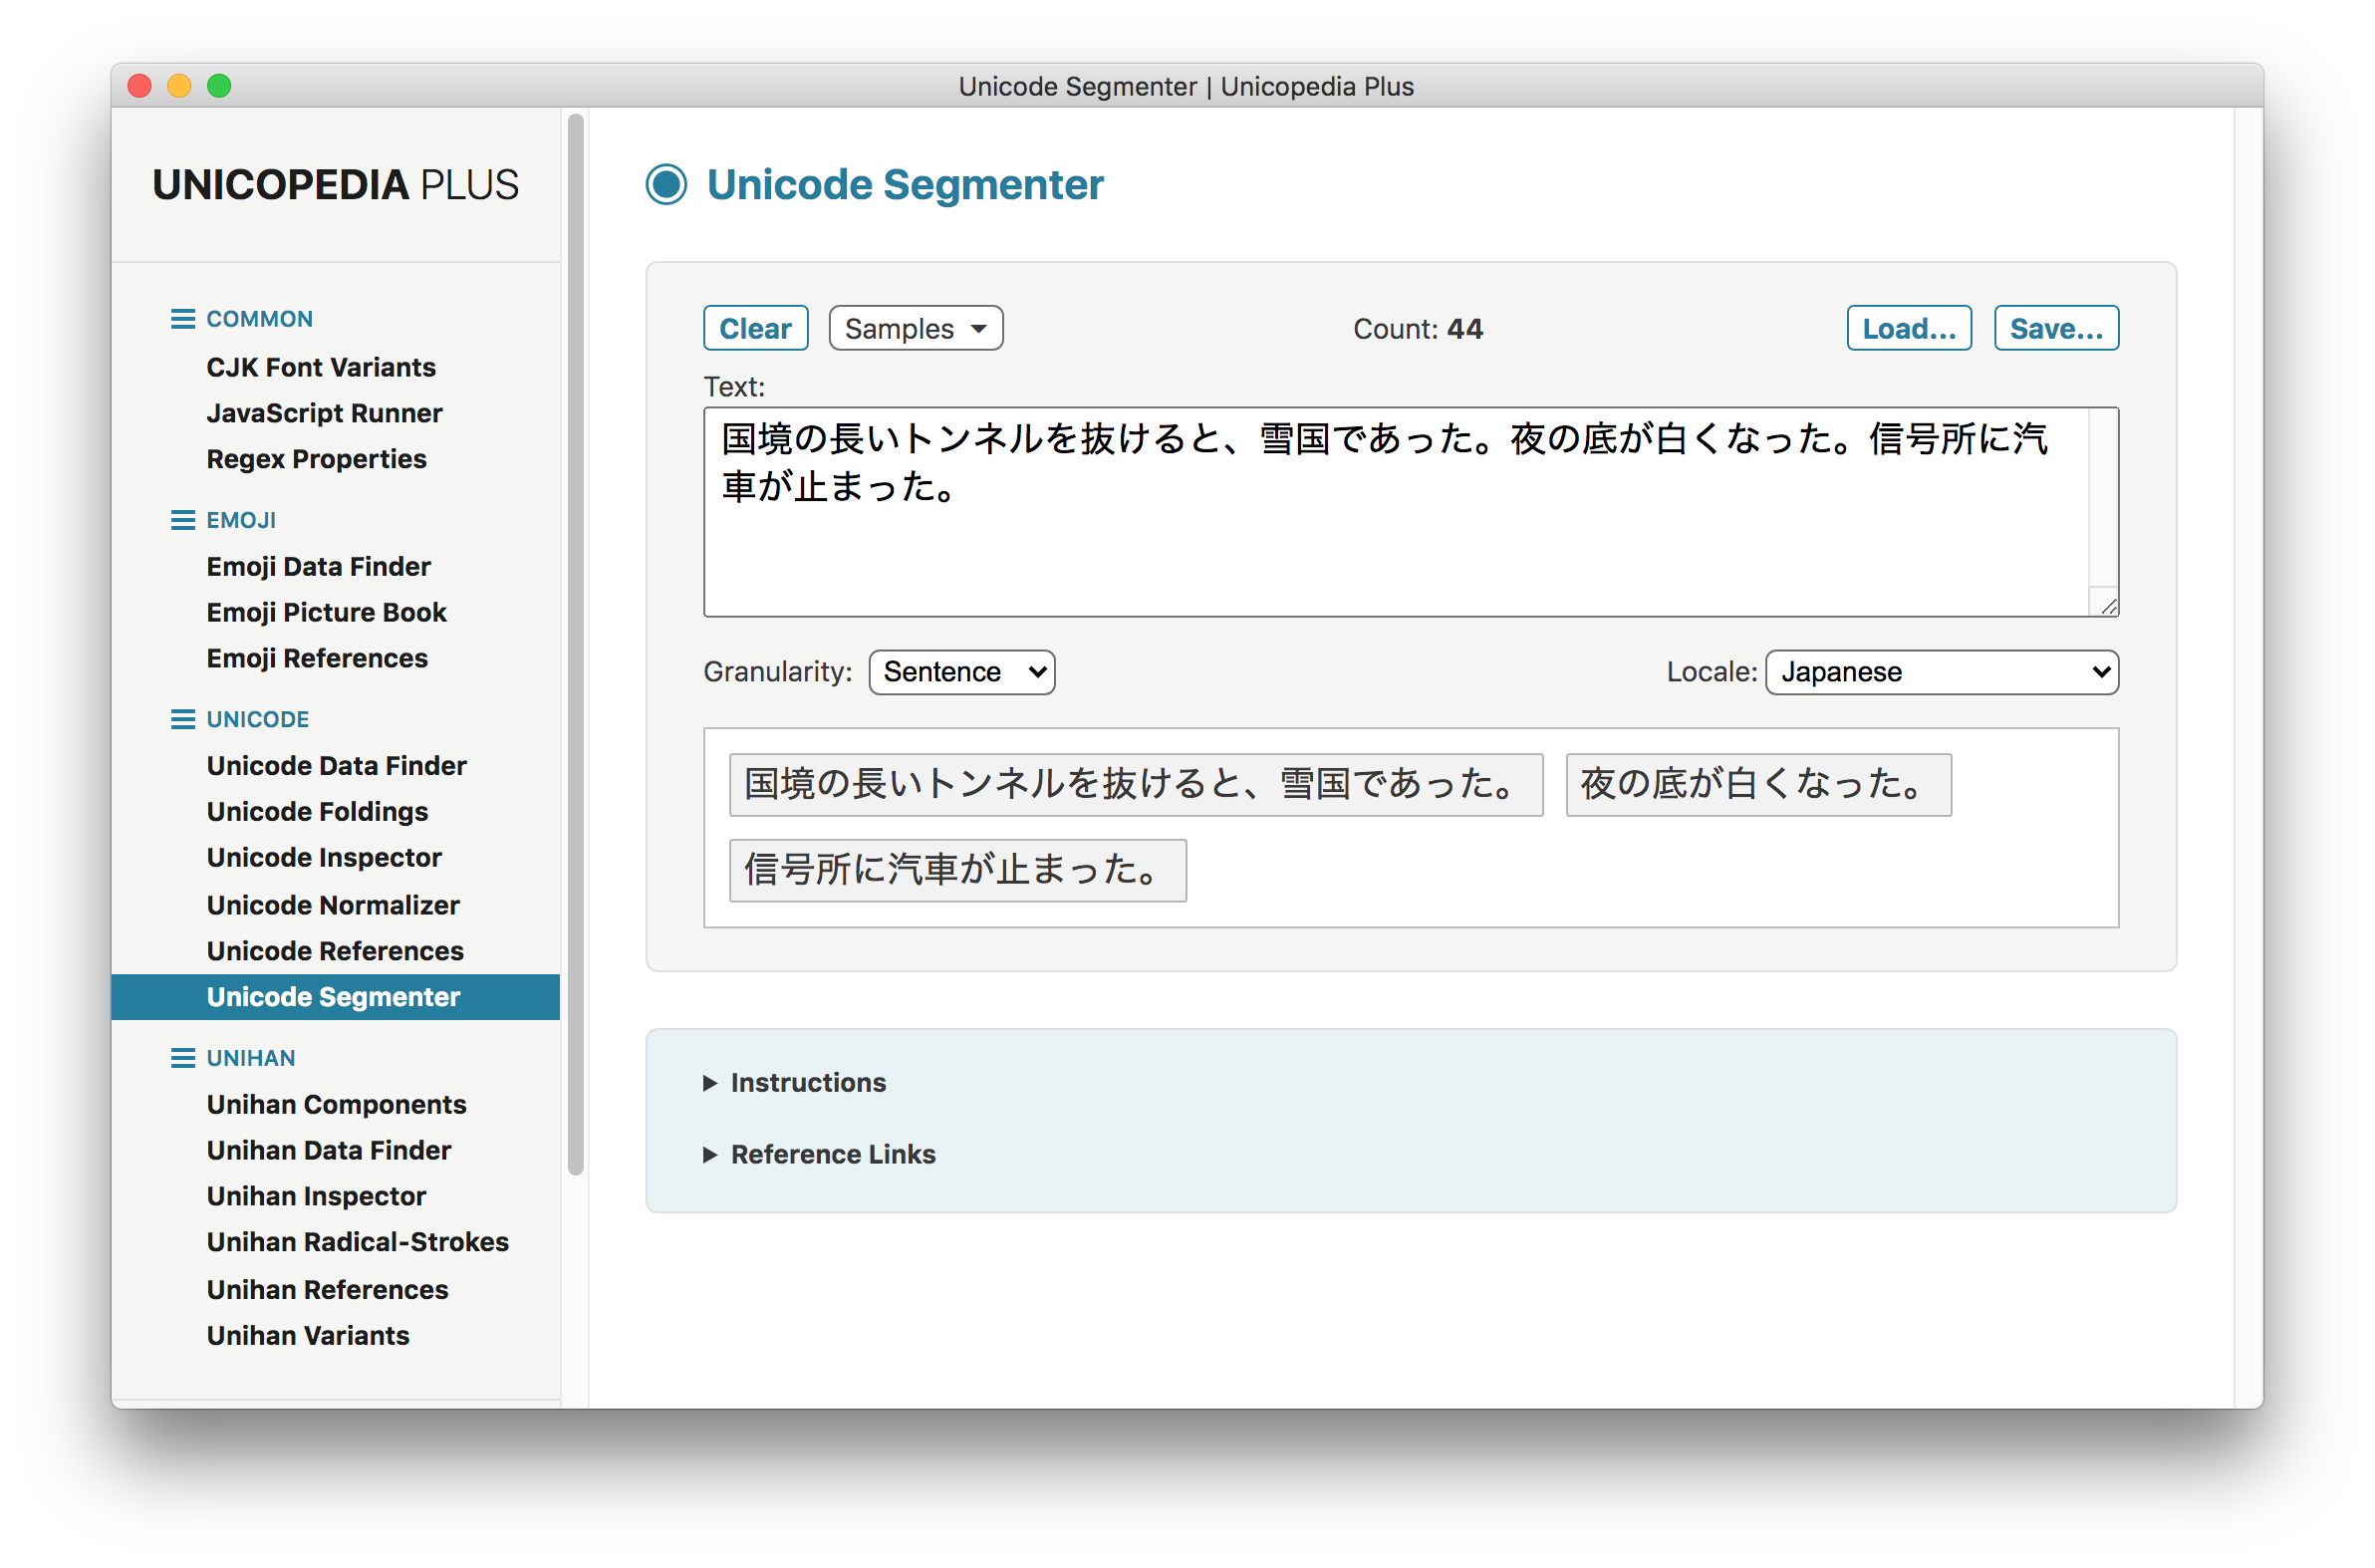 Unicode Segmenter | Unicopedia Plus
UNICOPEDIA PLUS
COMMON
CJK Font Variants
JavaScript Runner
Regex Properties
EMOJI
Emoji Data Finder
Emoji Picture Book
Emoji References
UNICODE
Unicode Data Finder
Unicode Foldings
Unicode Inspector
Unicode Normalizer
Unicode References
Unicode Segmenter
UNIHAN
Unihan Components
Unihan Data Finder
Unihan Inspector
Unihan Radical-Strokes
Unihan References
Unihan Variants
Unicode Segmenter
Clear Samples Count: 44 Load... Save...
Text:
国境の長いトンネルを抜けると、雪国であった。夜の底が白くなった。信号所に汽
車が止まった。
Granularity: Sentence Locale: Japanese
国境の長いトンネルを抜けると、雪国であった。 夜の底が白くなった。
信号所に汽車が止まった。
Instructions
Reference Links